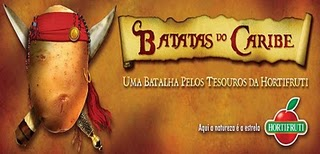 BATATAS DO CARIBE
UMA BATALHA PELOS TESOUROS DA HORTIFRUTI
Aqui a natureza é a estrela
HORTIFRUTI